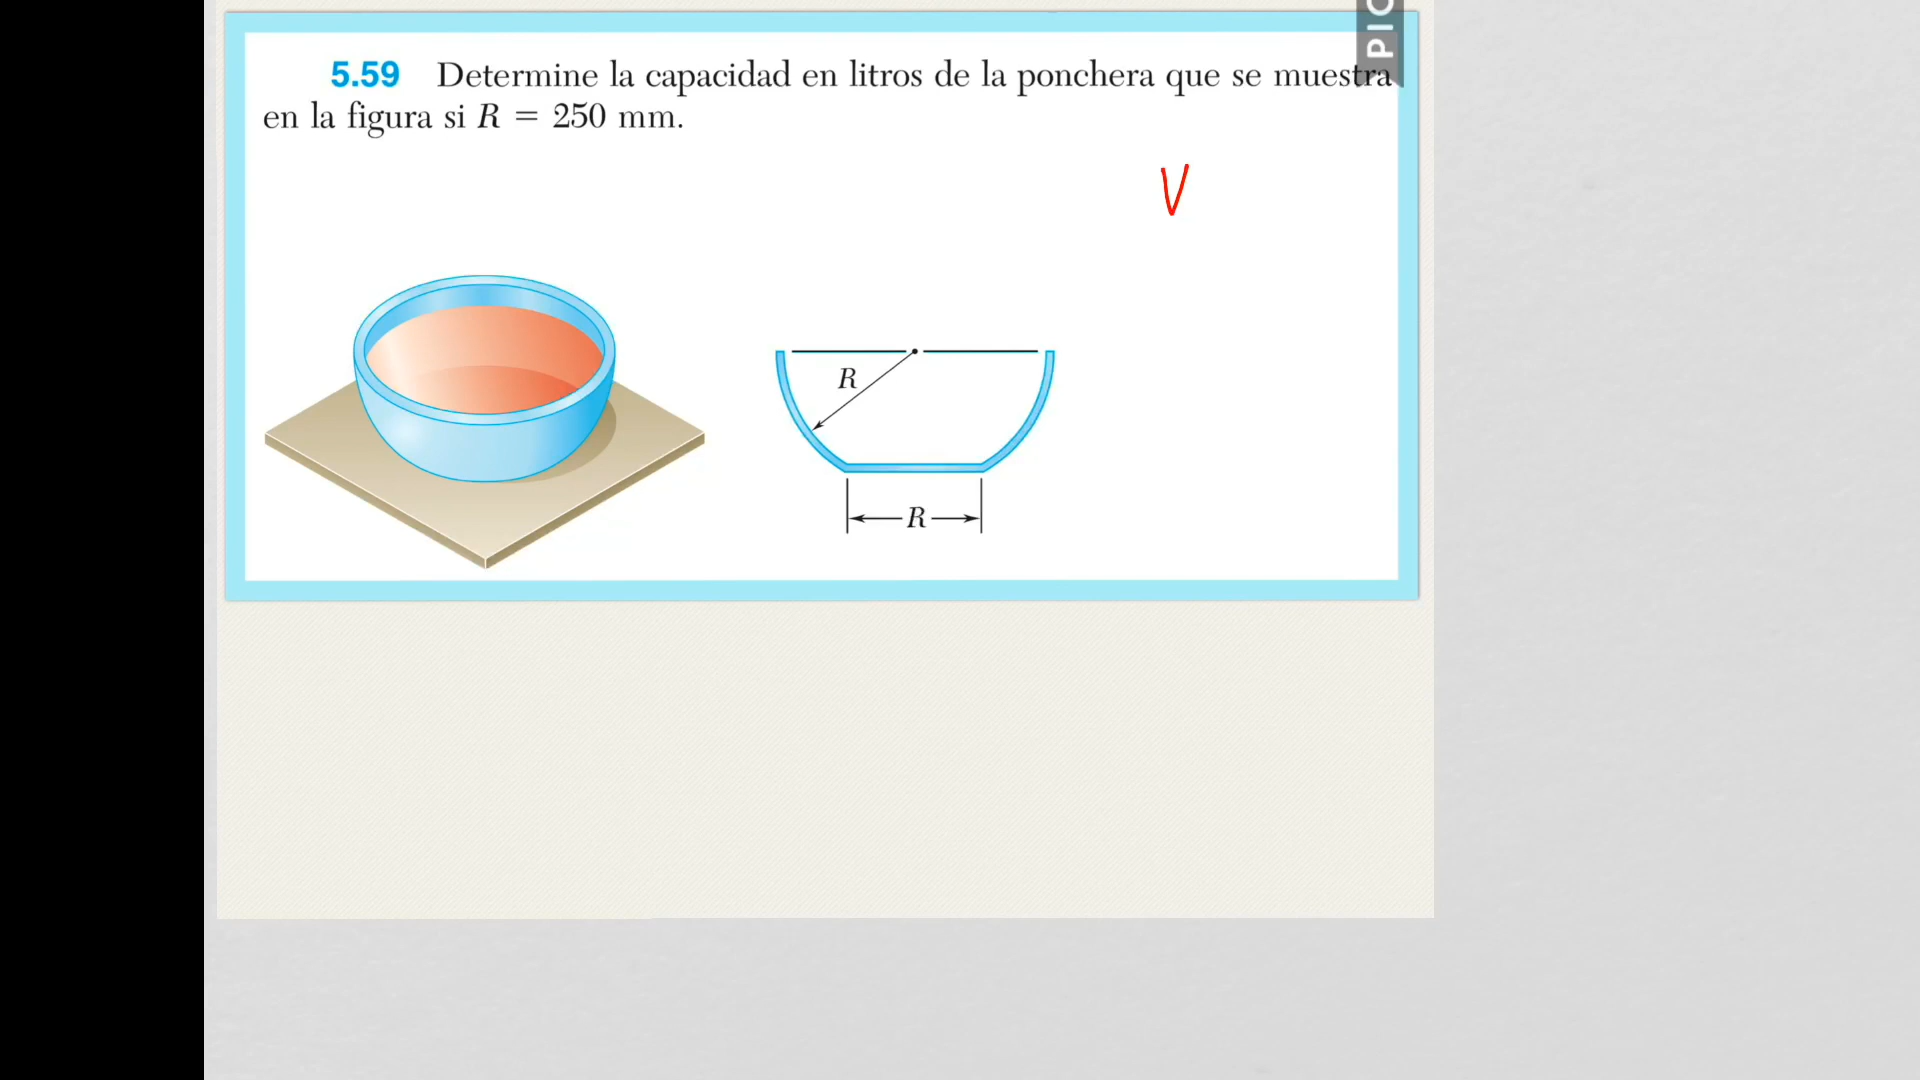 PIC
5.59 Determine la capacidad en litros de la ponchera que se muestra
en la figura si R = 250 mm.
V
R
R